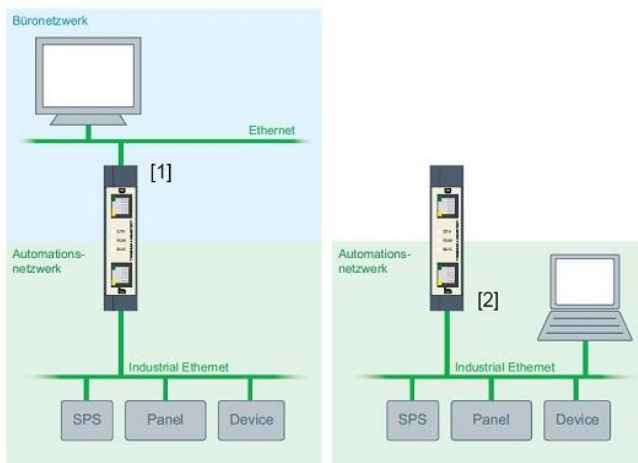 Büronetzwerk
Ethernet
[1]
Automations-
netzwerk
Industrial Ethernet
SPS
Panel
Device
Automations-
netzwerk
[2]
Industrial Ethernet
SPS
Panel
Device